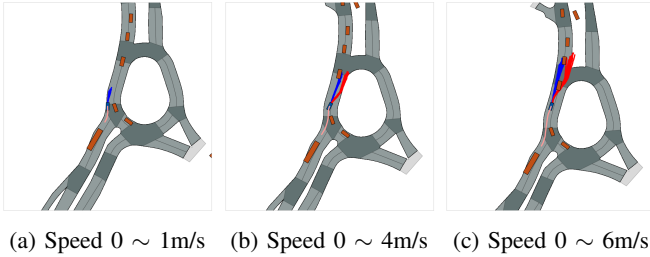 (a) Speed 0 ∼ 1m/s (b) Speed 0 ∼ 4m/s (c) Speed 0 ∼ 6m/s